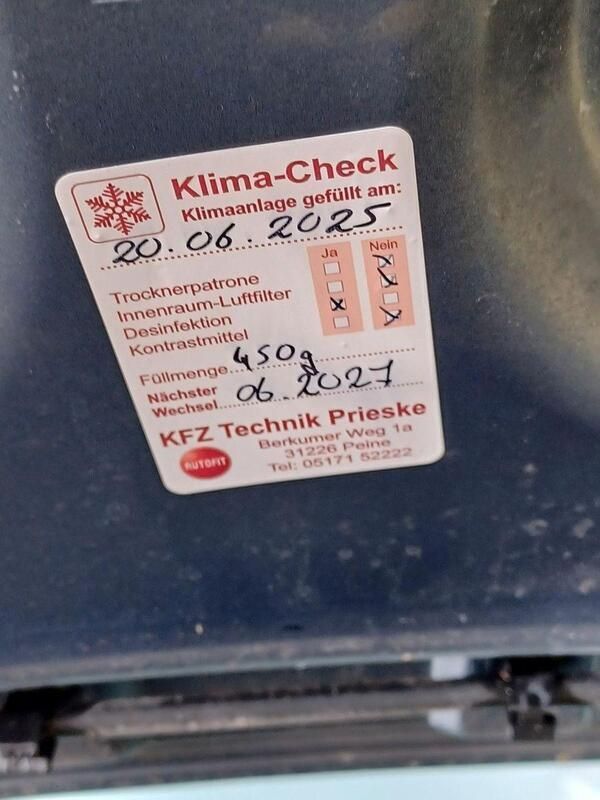 Klima-Check
Klimaanlage gefüllt am:
20.06.2025
Ja Nein
Trocknerpatrone
Innenraum-Luftfilter
Desinfektion
Kontrastmittel
Füllmenge 450g
Nächster
Wechsel 06.2027
KFZ Technik Prieske
Berkumer Weg 1a
31226 Peine
Tel: 05171 52222
AUTOFIT